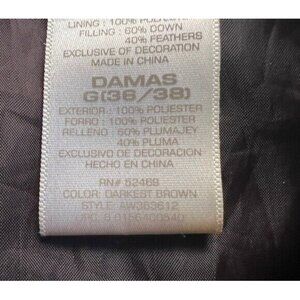 LINING : 100% POLYESTER
FILLING : 60% DOWN
40% FEATHERS
EXCLUSIVE OF DECORATION
MADE IN CHINA
DAMAS
G(36/38)
EXTERIOR : 100% POLIESTER
FORRO : 100% POLIESTER
RELLENO : 60% PLUMAJEY
40% PLUMA
EXCLUSIVO DE DECORACION
HECHO EN CHINA
RN# 52469
COLOR: DARKEST BROWN
STYLE: AW363612